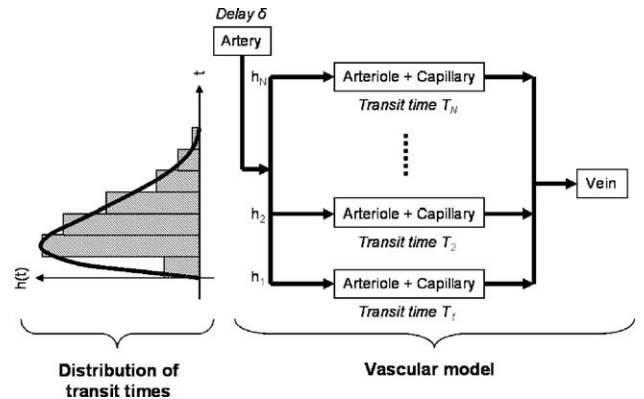 Delay δ
Artery
t
h_N
Arteriole + Capillary
Transit time T_N
h_2
Arteriole + Capillary
Transit time T_2
Vein
h_1
Arteriole + Capillary
Transit time T_1
h(t)
Distribution of
transit times
Vascular model